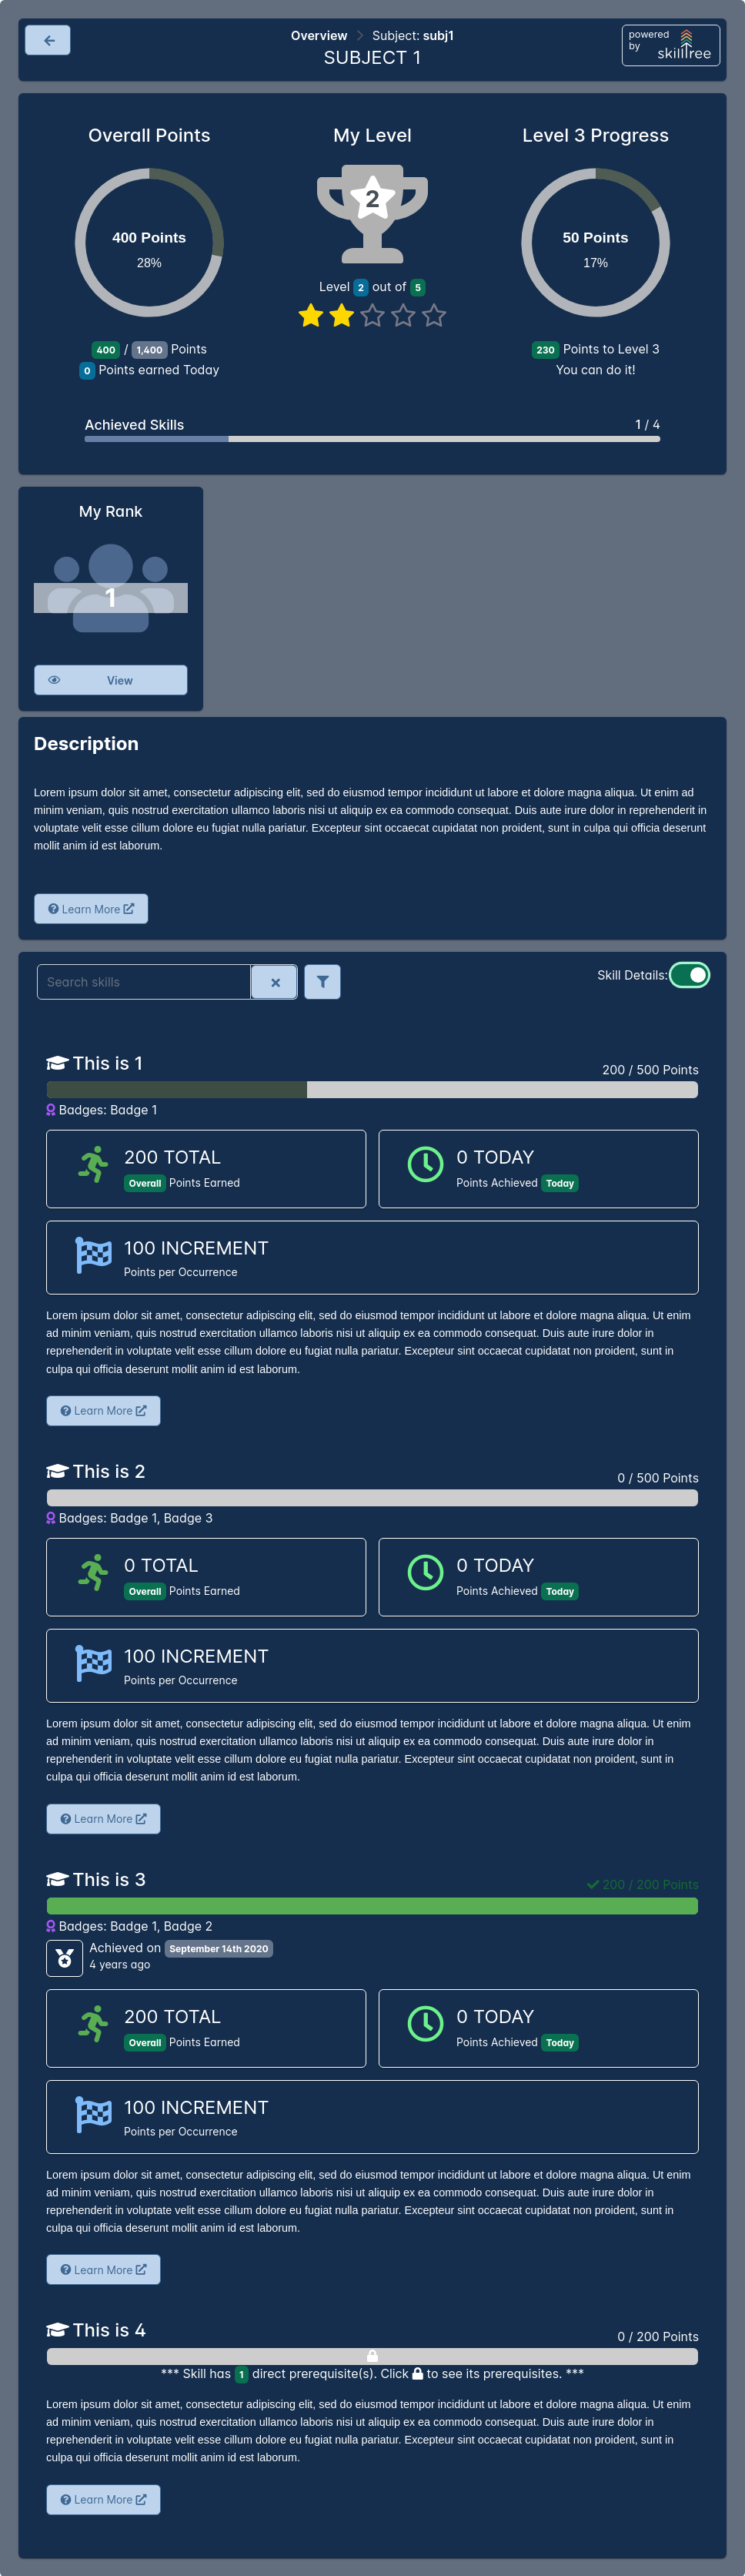 Overview > Subject: subj1
SUBJECT 1
powered
by
skilltree
Overall Points
My Level
Level 3 Progress
400 Points
28%
2
50 Points
17%
Level 2 out of 5
400 / 1,400 Points
0 Points earned Today
230 Points to Level 3
You can do it!
Achieved Skills
1 / 4
My Rank
1
View
Description
Lorem ipsum dolor sit amet, consectetur adipiscing elit, sed do eiusmod tempor incididunt ut labore et dolore magna aliqua. Ut enim ad
minim veniam, quis nostrud exercitation ullamco laboris nisi ut aliquip ex ea commodo consequat. Duis aute irure dolor in reprehenderit in
voluptate velit esse cillum dolore eu fugiat nulla pariatur. Excepteur sint occaecat cupidatat non proident, sunt in culpa qui officia deserunt
mollit anim id est laborum.
Learn More
Search skills
Skill Details:
This is 1
200 / 500 Points
Badges: Badge 1
200 TOTAL
Overall Points Earned
0 TODAY
Points Achieved Today
100 INCREMENT
Points per Occurrence
Lorem ipsum dolor sit amet, consectetur adipiscing elit, sed do eiusmod tempor incididunt ut labore et dolore magna aliqua. Ut enim
ad minim veniam, quis nostrud exercitation ullamco laboris nisi ut aliquip ex ea commodo consequat. Duis aute irure dolor in
reprehenderit in voluptate velit esse cillum dolore eu fugiat nulla pariatur. Excepteur sint occaecat cupidatat non proident, sunt in
culpa qui officia deserunt mollit anim id est laborum.
Learn More
This is 2
0 / 500 Points
Badges: Badge 1, Badge 3
0 TOTAL
Overall Points Earned
0 TODAY
Points Achieved Today
100 INCREMENT
Points per Occurrence
Lorem ipsum dolor sit amet, consectetur adipiscing elit, sed do eiusmod tempor incididunt ut labore et dolore magna aliqua. Ut enim
ad minim veniam, quis nostrud exercitation ullamco laboris nisi ut aliquip ex ea commodo consequat. Duis aute irure dolor in
reprehenderit in voluptate velit esse cillum dolore eu fugiat nulla pariatur. Excepteur sint occaecat cupidatat non proident, sunt in
culpa qui officia deserunt mollit anim id est laborum.
Learn More
This is 3
200 / 200 Points
Badges: Badge 1, Badge 2
Achieved on September 14th 2020
4 years ago
200 TOTAL
Overall Points Earned
0 TODAY
Points Achieved Today
100 INCREMENT
Points per Occurrence
Lorem ipsum dolor sit amet, consectetur adipiscing elit, sed do eiusmod tempor incididunt ut labore et dolore magna aliqua. Ut enim
ad minim veniam, quis nostrud exercitation ullamco laboris nisi ut aliquip ex ea commodo consequat. Duis aute irure dolor in
reprehenderit in voluptate velit esse cillum dolore eu fugiat nulla pariatur. Excepteur sint occaecat cupidatat non proident, sunt in
culpa qui officia deserunt mollit anim id est laborum.
Learn More
This is 4
0 / 200 Points
*** Skill has 1 direct prerequisite(s). Click to see its prerequisites. ***
Lorem ipsum dolor sit amet, consectetur adipiscing elit, sed do eiusmod tempor incididunt ut labore et dolore magna aliqua. Ut enim
ad minim veniam, quis nostrud exercitation ullamco laboris nisi ut aliquip ex ea commodo consequat. Duis aute irure dolor in
reprehenderit in voluptate velit esse cillum dolore eu fugiat nulla pariatur. Excepteur sint occaecat cupidatat non proident, sunt in
culpa qui officia deserunt mollit anim id est laborum.
Learn More